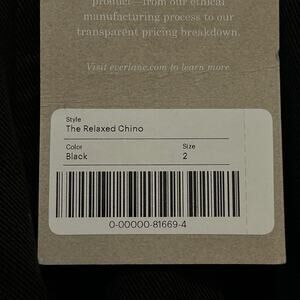 product—from our ethical
manufacturing process to our
transparent pricing breakdown.
Visit everlane.com to learn more
Style
The Relaxed Chino
Color Size
Black 2
0-00000-81669-4